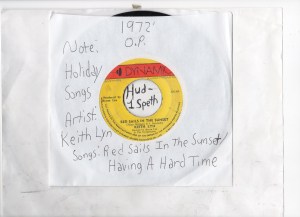 1972
O.P.
Note:
Holiday
Songs
Artist:
Keith Lyn
Songs: Red Sails In The Sunset
Having A Hard Time
DYNAMIC
Hud-
1 Speth
RED SAILS IN THE SUNSET
KEITH LYN